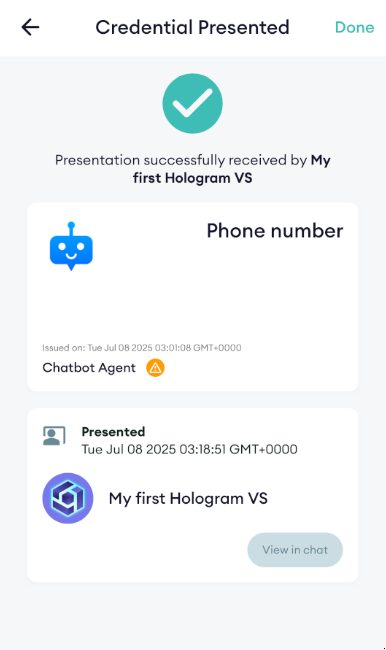 Credential Presented
Done
Presentation successfully received by My
first Hologram VS
Phone number
Issued on: Tue Jul 08 2025 03:01:08 GMT+0000
Chatbot Agent
Presented
Tue Jul 08 2025 03:18:51 GMT+0000
My first Hologram VS
View in chat